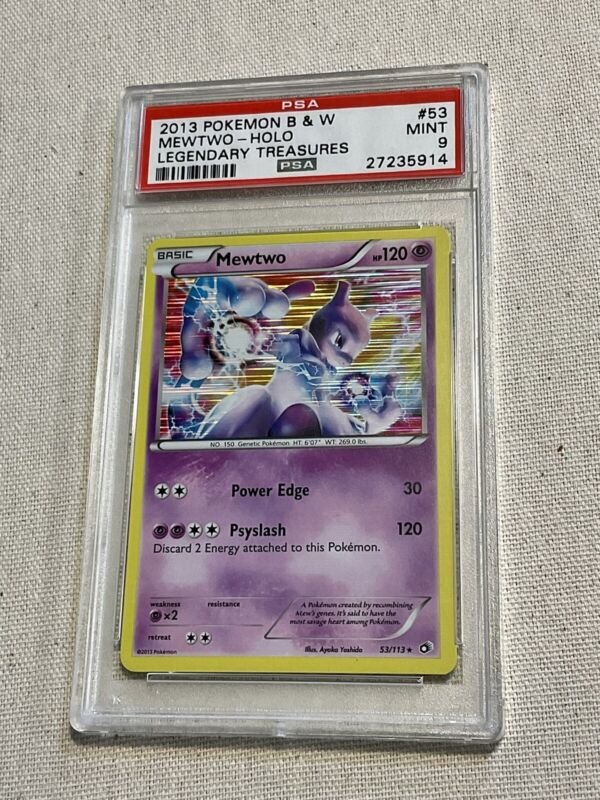 PSA
2013 POKEMON B & W #53
MEWTWO-HOLO MINT
LEGENDARY TREASURES 9
PSA 27235914
BASIC Mewtwo HP120
NO. 150 Genetic Pokémon HT: 6'07" WT: 269.0 lbs.
Power Edge 30
Psyslash 120
Discard 2 Energy attached to this Pokémon.
weakness resistance
×2
A Pokémon created by recombining
Mew's genes. It's said to have the
most savage heart among Pokémon.
retreat
©2013 Pokémon Illus. Ayaka Yoshida 53/113★